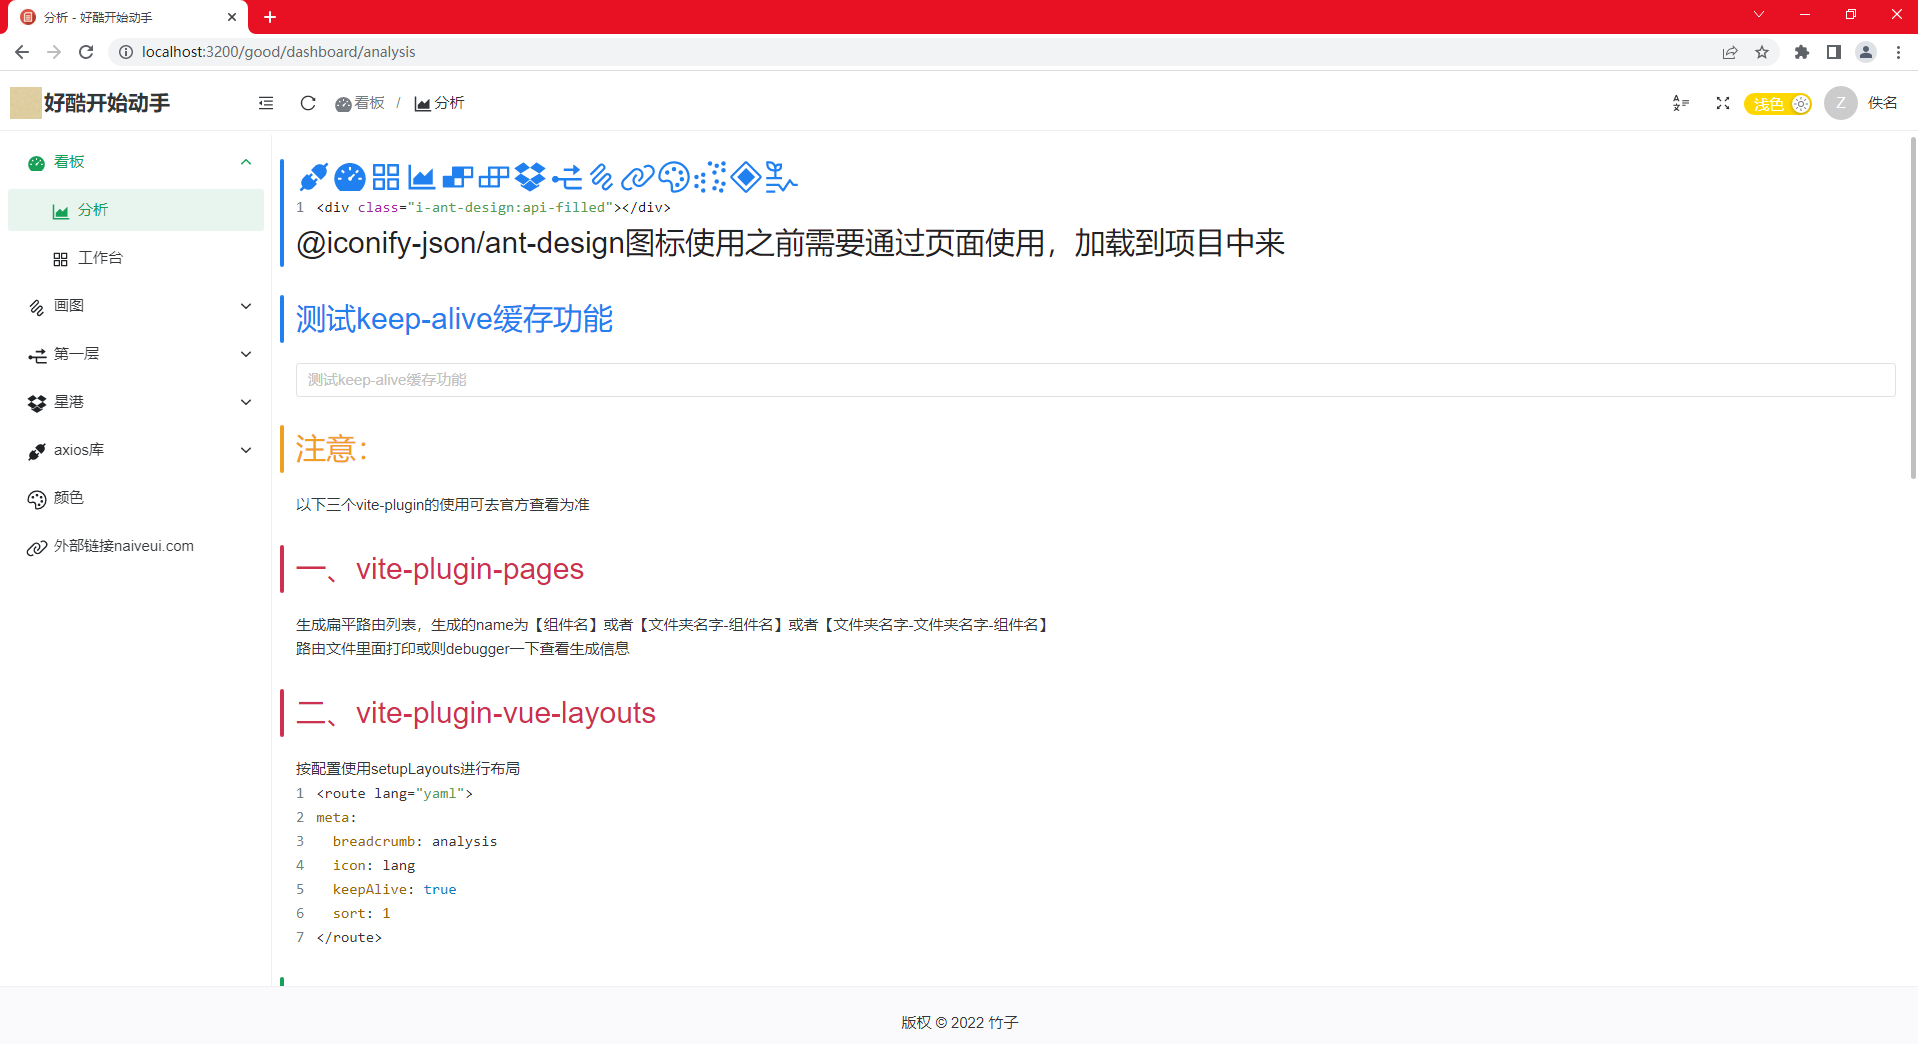 分析 - 好酷开始动手
localhost:3200/good/dashboard/analysis
好酷开始动手
看板 / 分析
浅色
Z
佚名
看板
分析
工作台
画图
第一层
星港
axios库
颜色
外部链接naiveui.com
1 <div class="i-ant-design:api-filled"></div>
@iconify-json/ant-design图标使用之前需要通过页面使用，加载到项目中来
测试keep-alive缓存功能
测试keep-alive缓存功能
注意：
以下三个vite-plugin的使用可去官方查看为准
一、vite-plugin-pages
生成扁平路由列表，生成的name为【组件名】或者【文件夹名字-组件名】或者【文件夹名字-文件夹名字-组件名】
路由文件里面打印或则debugger一下查看生成信息
二、vite-plugin-vue-layouts
按配置使用setupLayouts进行布局
1 <route lang="yaml">
2 meta:
3   breadcrumb: analysis
4   icon: lang
5   keepAlive: true
6   sort: 1
7 </route>
版权 © 2022 竹子